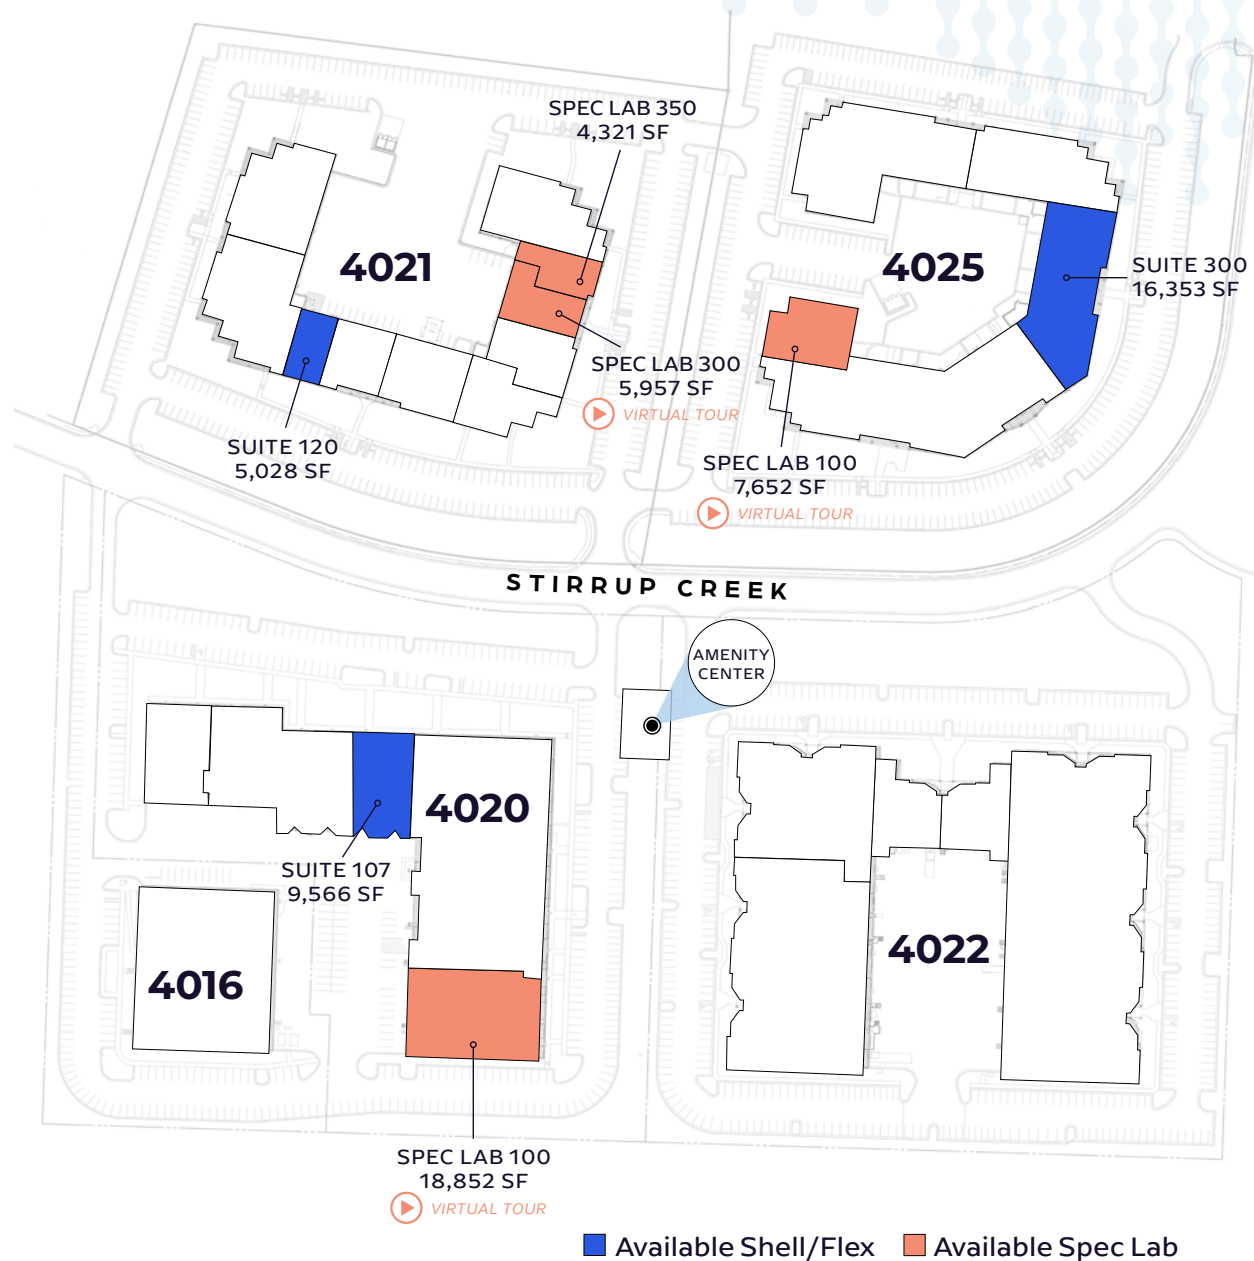 SPEC LAB 350
4,321 SF
4021
4025
SUITE 300
16,353 SF
SPEC LAB 300
5,957 SF
VIRTUAL TOUR
SUITE 120
5,028 SF
SPEC LAB 100
7,652 SF
VIRTUAL TOUR
STIRRUP CREEK
AMENITY
CENTER
4020
SUITE 107
9,566 SF
4016
4022
SPEC LAB 100
18,852 SF
VIRTUAL TOUR
Available Shell/Flex
Available Spec Lab